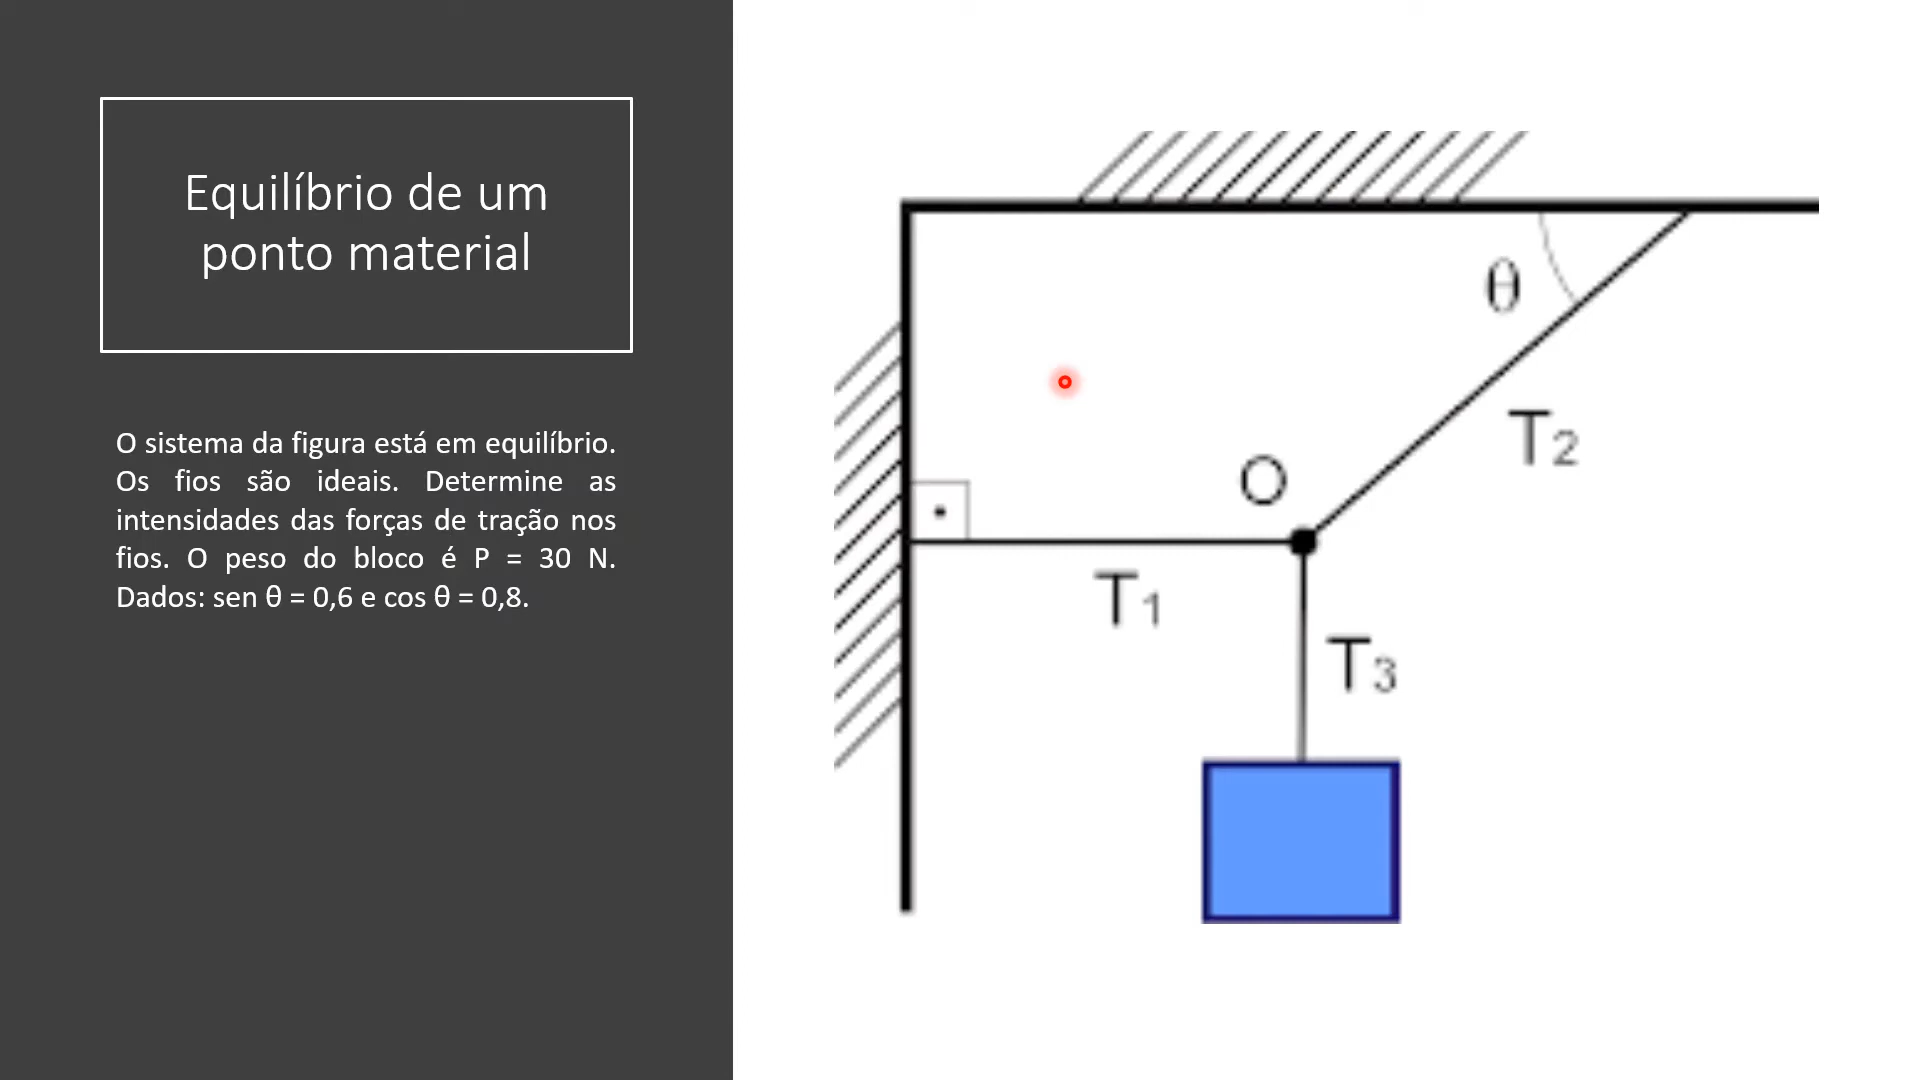 Equilíbrio de um
ponto material
O sistema da figura está em equilíbrio.
Os fios são ideais. Determine as
intensidades das forças de tração nos
fios. O peso do bloco é P = 30 N.
Dados: sen θ = 0,6 e cos θ = 0,8.
θ
T2
O
T1
T3